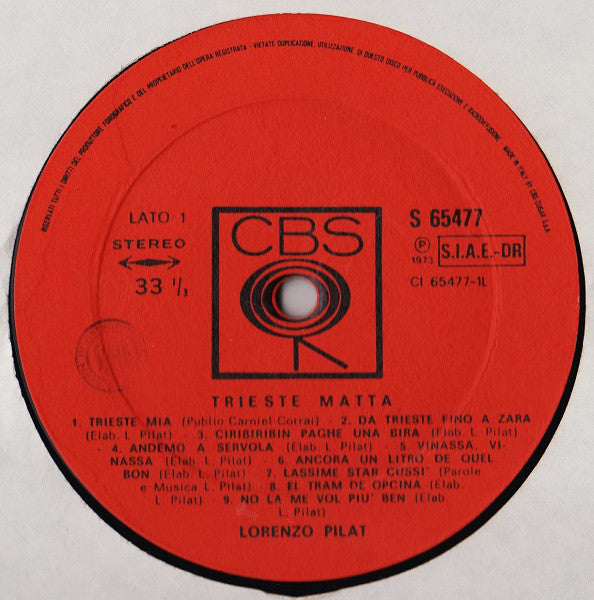 RISERVATI TUTTI I DIRITTI DEL PRODUTTORE FONOGRAFICO E DEL PROPRIETARIO DELL'OPERA REGISTRATA - VIETATE DUPLICAZIONE, UTILIZZAZIONE DI QUESTO DISCO PER PUBBLICA ESECUZIONE E RADIODIFFUSIONE - MADE IN ITALY BY CBS-SUGAR S.p.A.
LATO 1
STEREO
33 1/3
CBS
S 65477
P 1973
S.I.A.E.-DR
CI 65477-1L
TRIESTE MATTA
1. TRIESTE MIA (Publio Carniel-Corrai) - 2. DA TRIESTE FINO A ZARA
(Elab. L. Pilat) - 3. CIRIBIRIBIN PAGHE UNA BIRA (Elab. L. Pilat)
- 4. ANDEMO A SERVOLA (Elab. L. Pilat) - 5. VINASSA, VI-
NASSA (Elab. L. Pilat) - 6. ANCORA UN LITRO DE QUEL
BON (Elab. L. Pilat) - 7. LASSIME STAR CUSSI' (Parole
e Musica L. Pilat) - 8. EL TRAM DE OPCINA (Elab.
L. Pilat) - 9. NO LA ME VOL PIU' BEN (Elab.
L. Pilat)
LORENZO PILAT